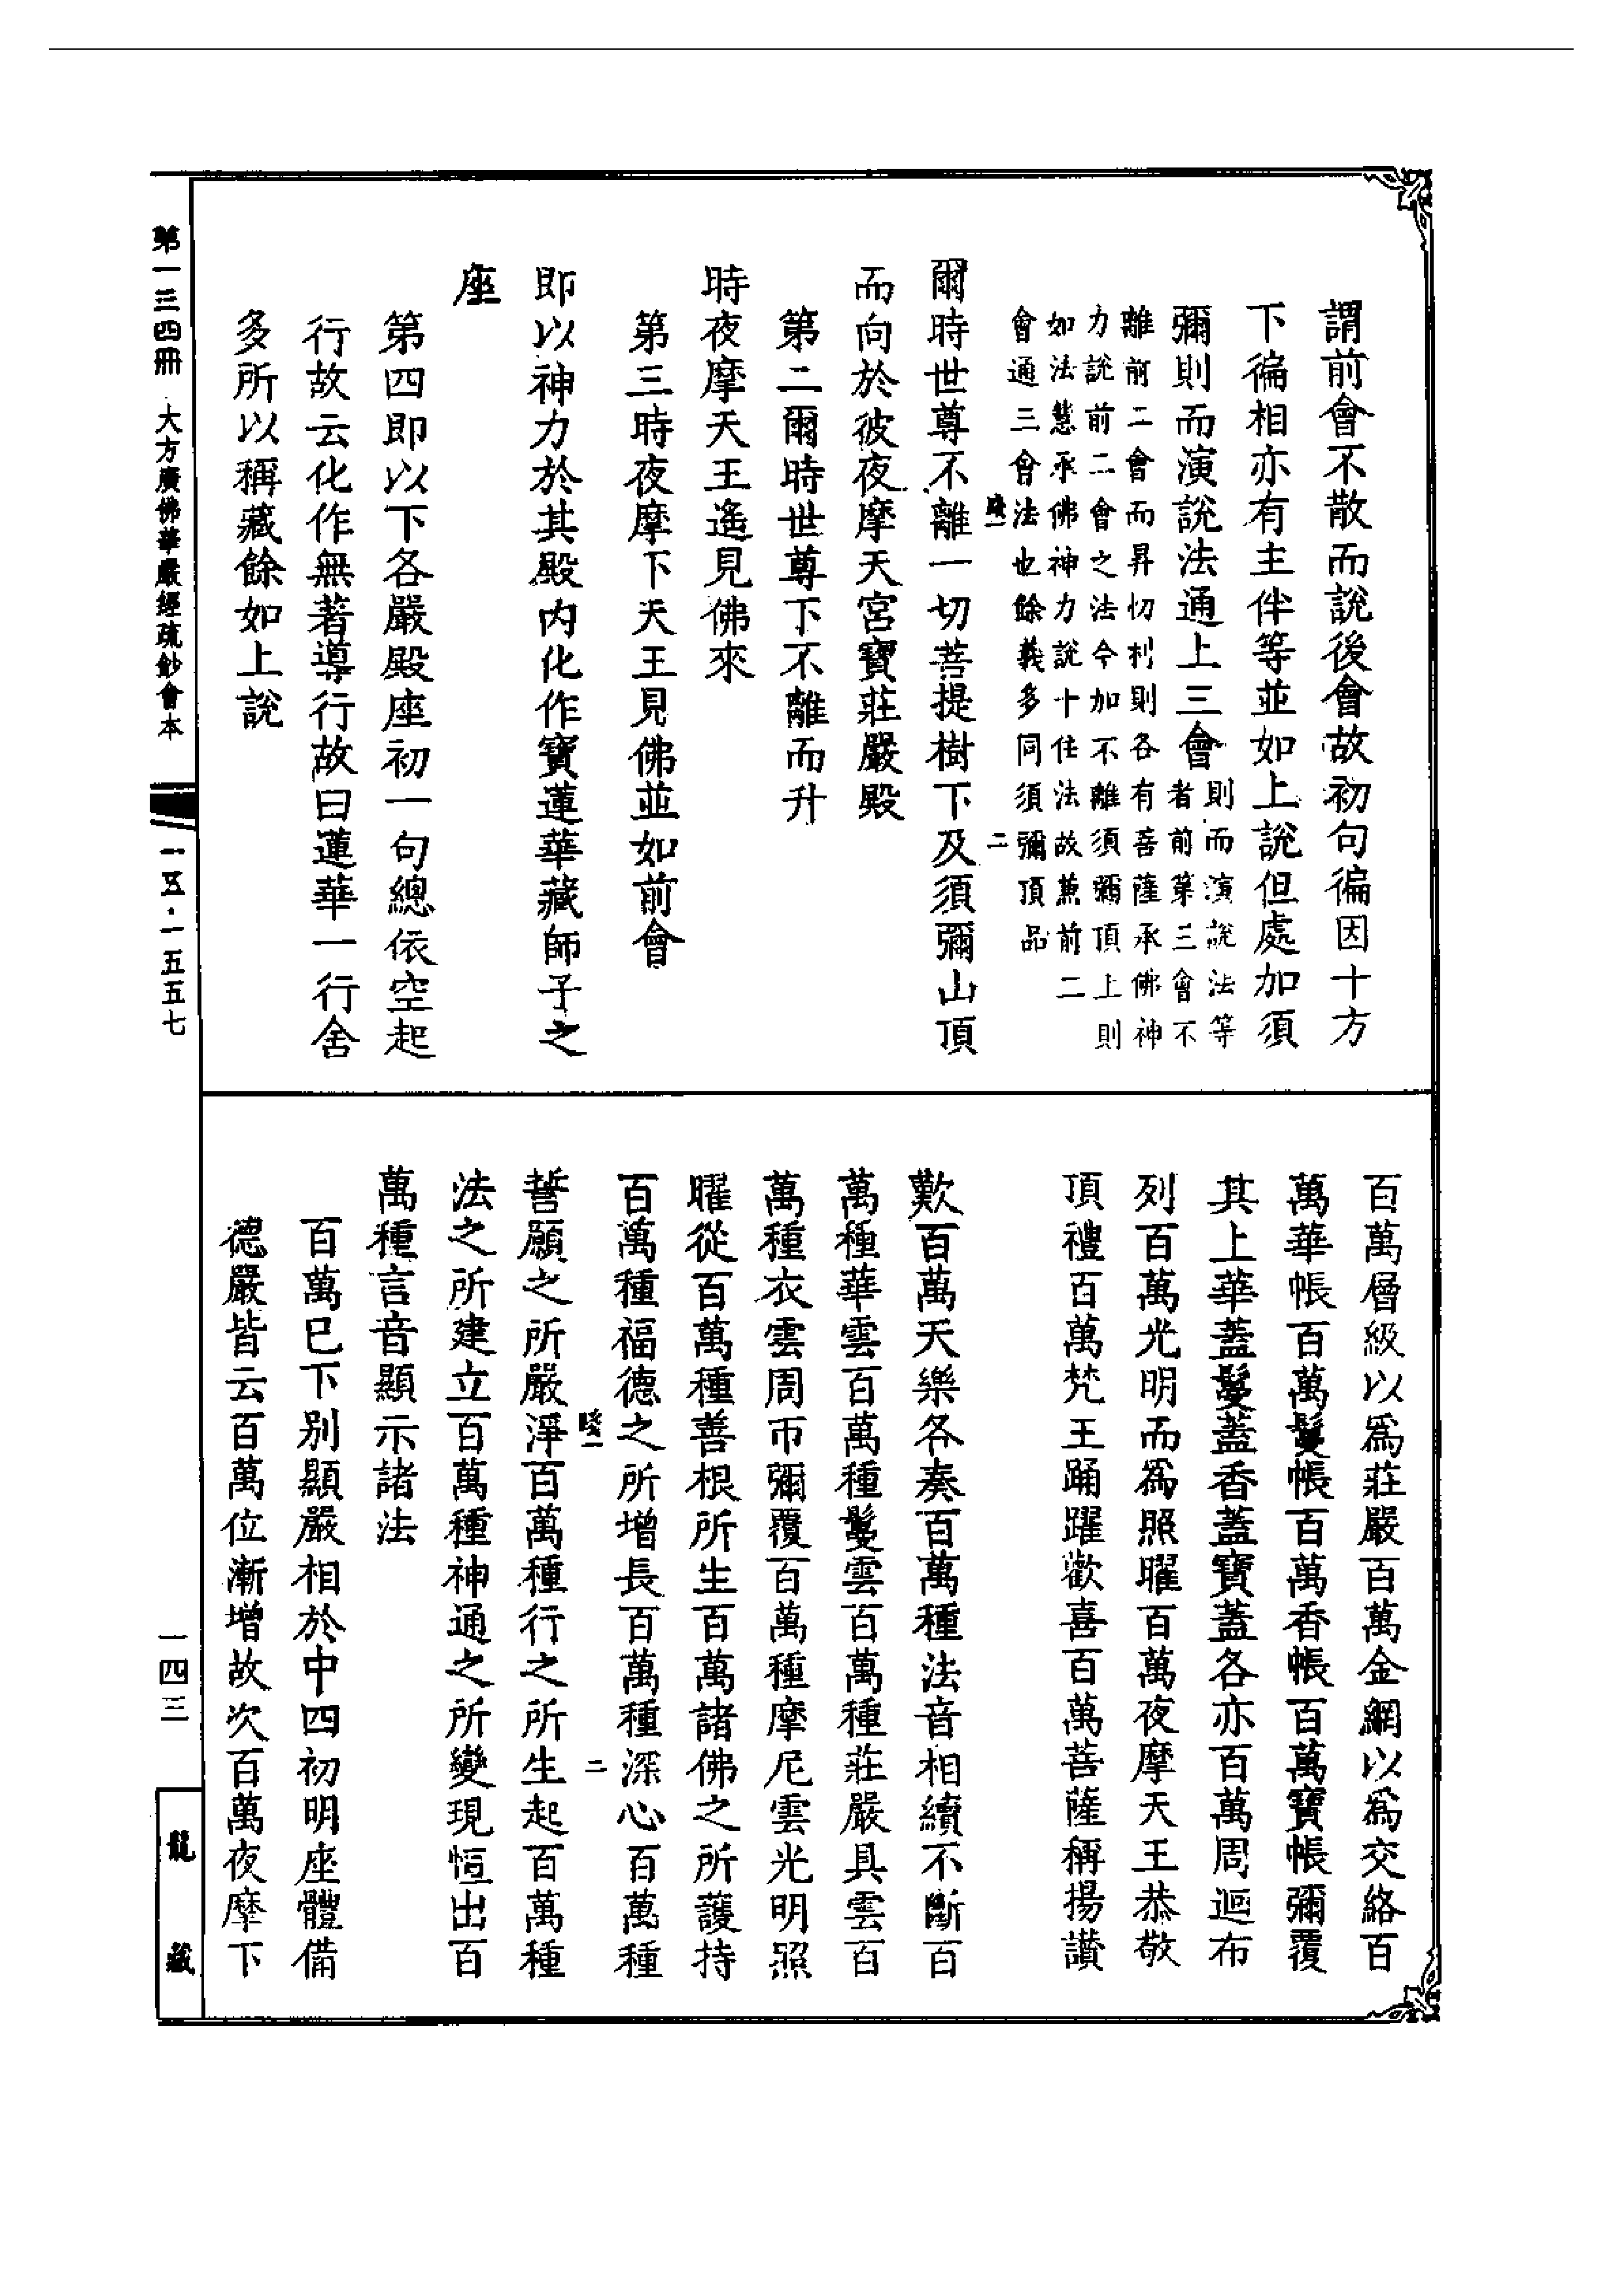 謂前會不散而說後會故初句徧因十方
下徧相亦有主伴等並如上說但處加須
彌則而演說法通上三會
則而演說法等
者前第三會不
離前二會而昇忉利則各有菩薩承佛神
力說前二會之法今加不離須彌頂上則
如法慧承佛神力說十住法故蕙前二
會通三會法也餘義多同須彌頂品
二
爾時世尊不離一切菩提樹下及須彌山頂
而向於彼夜摩天宮寶莊嚴殿
第二爾時世尊下不離而升
時夜摩天王遙見佛來
第三時夜摩下天王見佛並如前會
即以神力於其殿內化作寶蓮華藏師子之
座
第四即以下各嚴殿座初一句總依空起
行故云化作無著導行故曰蓮華一行舍
多所以稱藏餘如上說
百萬層級以爲莊嚴百萬金網以爲交絡百
萬華帳百萬鬘帳百萬香帳百萬寶帳彌覆
其上華蓋鬘蓋香蓋寶蓋各亦百萬周迴布
列百萬光明而爲照曜百萬夜摩天王恭敬
頂禮百萬梵王踊躍歡喜百萬菩薩稱揚讚
歎百萬天樂各奏百萬種法音相續不斷百
萬種華雲百萬種鬘雲百萬種莊嚴具雲百
萬種衣雲周帀彌覆百萬種摩尼雲光明照
曜從百萬種善根所生百萬諸佛之所護持
百萬種福德之所增長百萬種深心百萬種
二
誓願之所嚴淨百萬種行之所生起百萬種
法之所建立百萬種神通之所變現恒出百
萬種言音顯示諸法
百萬巳下別顯嚴相於中四初明座體備
德嚴皆云百萬位漸增故次百萬夜摩下
第一三四冊 大方廣佛華嚴經疏鈔會本
一五·一五五七
一四三
龍藏